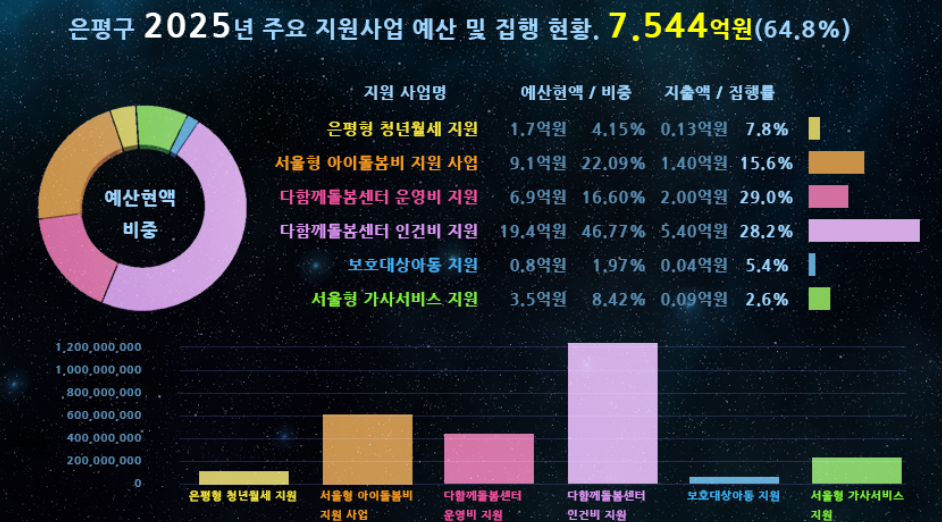 은평구 2025년 주요 지원사업 예산 및 집행 현황. 7.544억원(64.8%)
지원 사업명 예산현액 / 비중 지출액 / 집행률
은평형 청년월세 지원 1.7억원 4.15% 0.13억원 7.8%
서울형 아이돌봄비 지원 사업 9.1억원 22.09% 1.40억원 15.6%
다함께돌봄센터 운영비 지원 6.9억원 16.60% 2.00억원 29.0%
다함께돌봄센터 인건비 지원 19.4억원 46.77% 5.40억원 28.2%
보호대상아동 지원 0.8억원 1.97% 0.04억원 5.4%
서울형 가사서비스 지원 3.5억원 8.42% 0.09억원 2.6%
예산현액
비중
1,200,000,000
1,000,000,000
800,000,000
600,000,000
400,000,000
200,000,000
0
은평형 청년월세 지원
서울형 아이돌봄비
지원 사업
다함께돌봄센터
운영비 지원
다함께돌봄센터
인건비 지원
보호대상아동 지원
서울형 가사서비스
지원